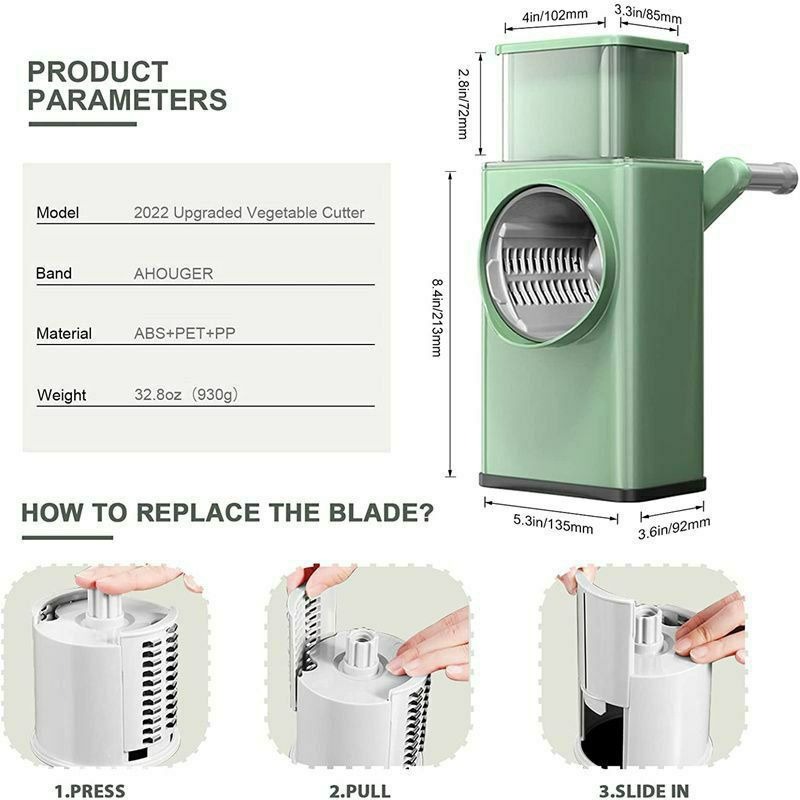 PRODUCT
PARAMETERS
Model 2022 Upgraded Vegetable Cutter
Band AHOUGER
Material ABS+PET+PP
Weight 32.8oz（930g）
4in/102mm
3.3in/85mm
2.8in/72mm
8.4in/213mm
5.3in/135mm
3.6in/92mm
HOW TO REPLACE THE BLADE?
1.PRESS
2.PULL
3.SLIDE IN